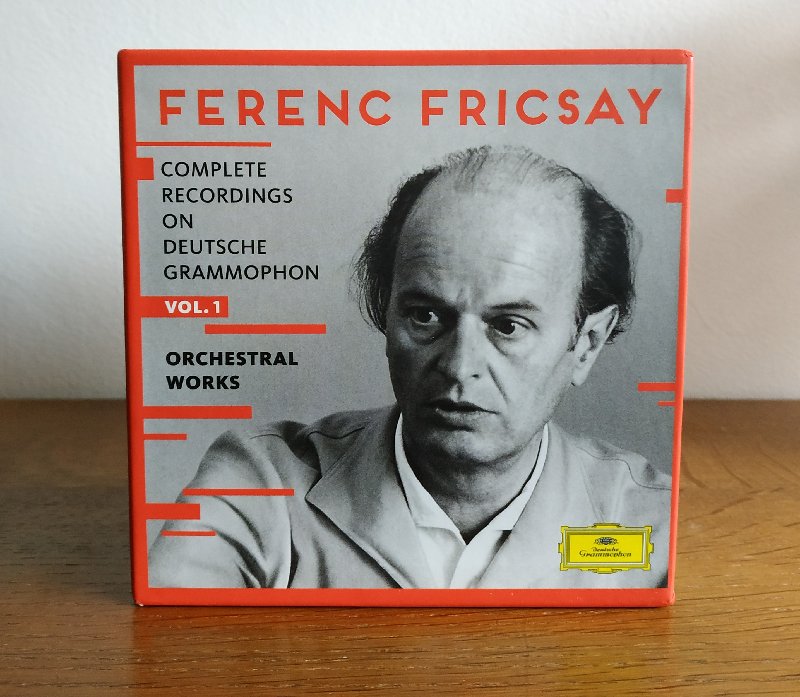 FERENC FRICSAY
COMPLETE
RECORDINGS
ON
DEUTSCHE
GRAMMOPHON
VOL. 1
ORCHESTRAL
WORKS
Deutsche
Grammophon